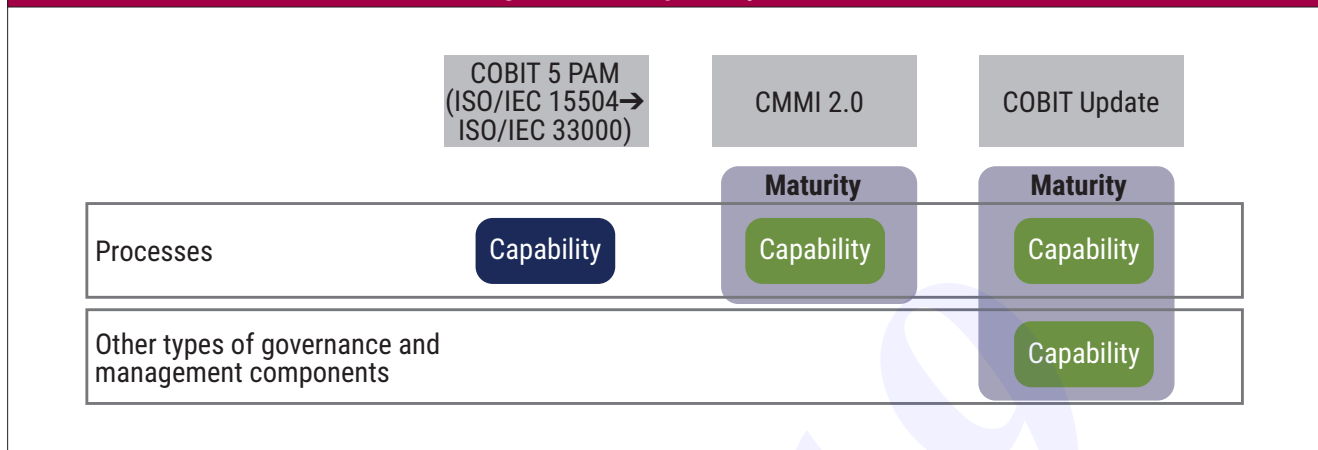 COBIT 5 PAM
(ISO/IEC 15504➔
ISO/IEC 33000)
CMMI 2.0
COBIT Update
Maturity
Maturity
Processes
Capability
Capability
Capability
Other types of governance and
management components
Capability